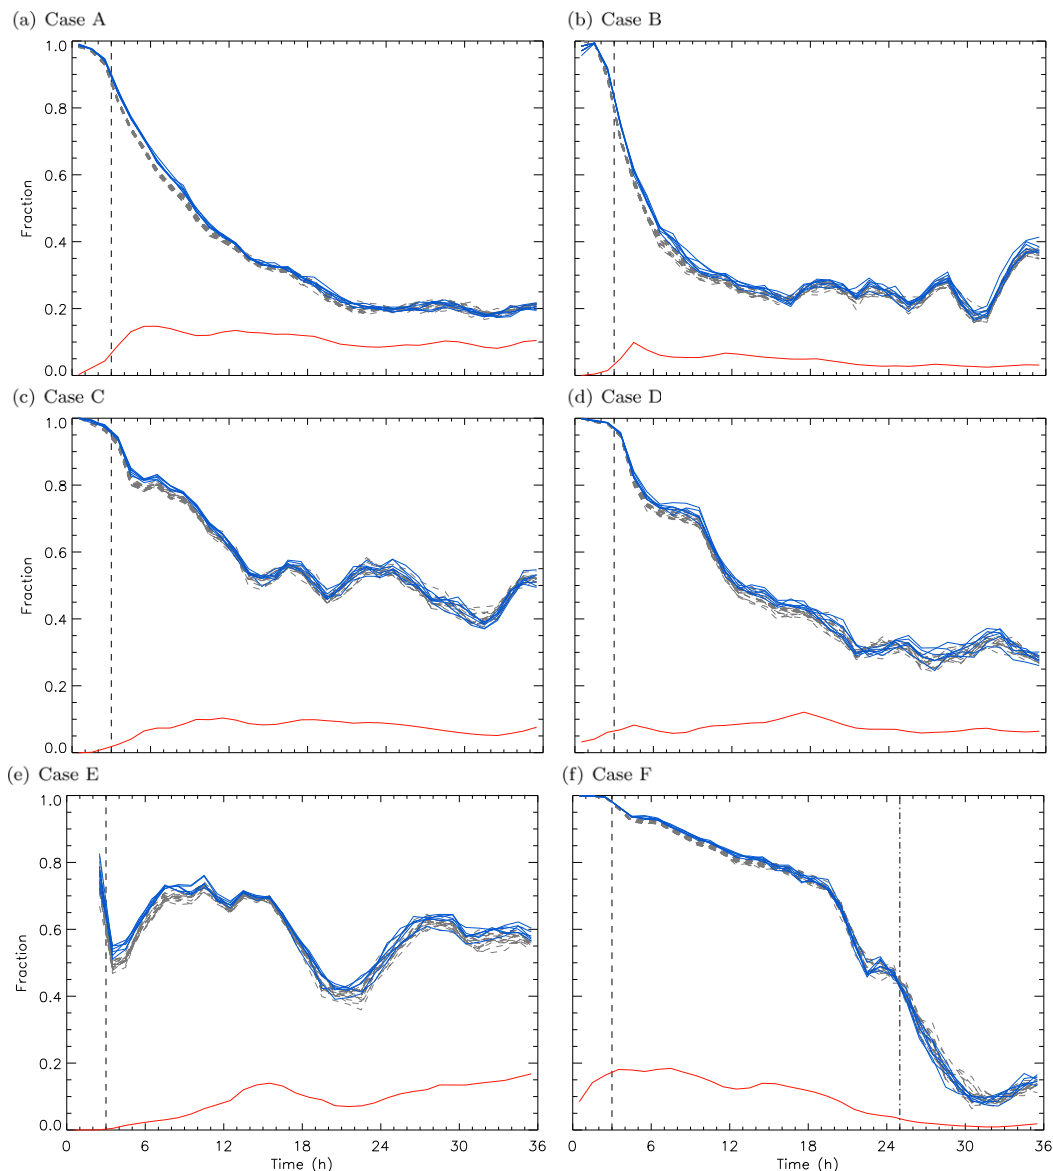 (a) Case A
(b) Case B
1.0
0.8
0.6
0.4
0.2
0.0
Fraction
(c) Case C
(d) Case D
1.0
0.8
0.6
0.4
0.2
0.0
Fraction
(e) Case E
(f) Case F
1.0
0.8
0.6
0.4
0.2
0.0
Fraction
0 6 12 18 24 30 36
Time (h)
0 6 12 18 24 30 36
Time (h)